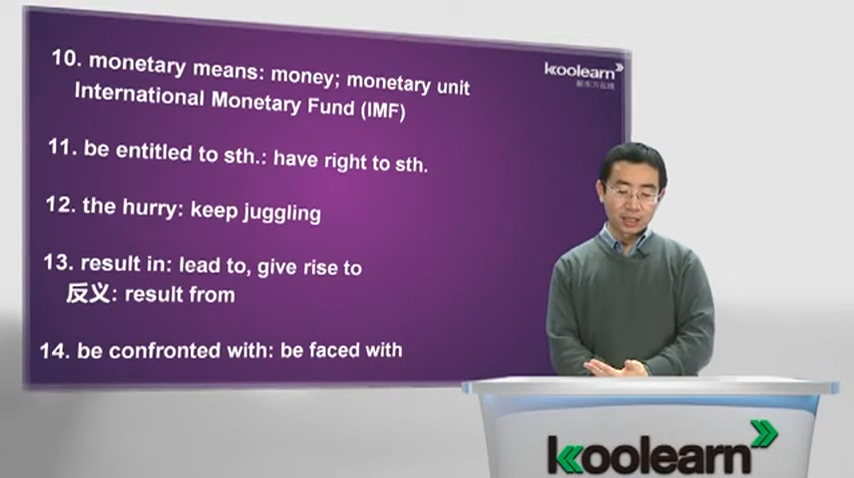 10. monetary means: money; monetary unit
International Monetary Fund (IMF)
11. be entitled to sth.: have right to sth.
12. the hurry: keep juggling
13. result in: lead to, give rise to
反义: result from
14. be confronted with: be faced with
koolearn
新东方在线
koolearn